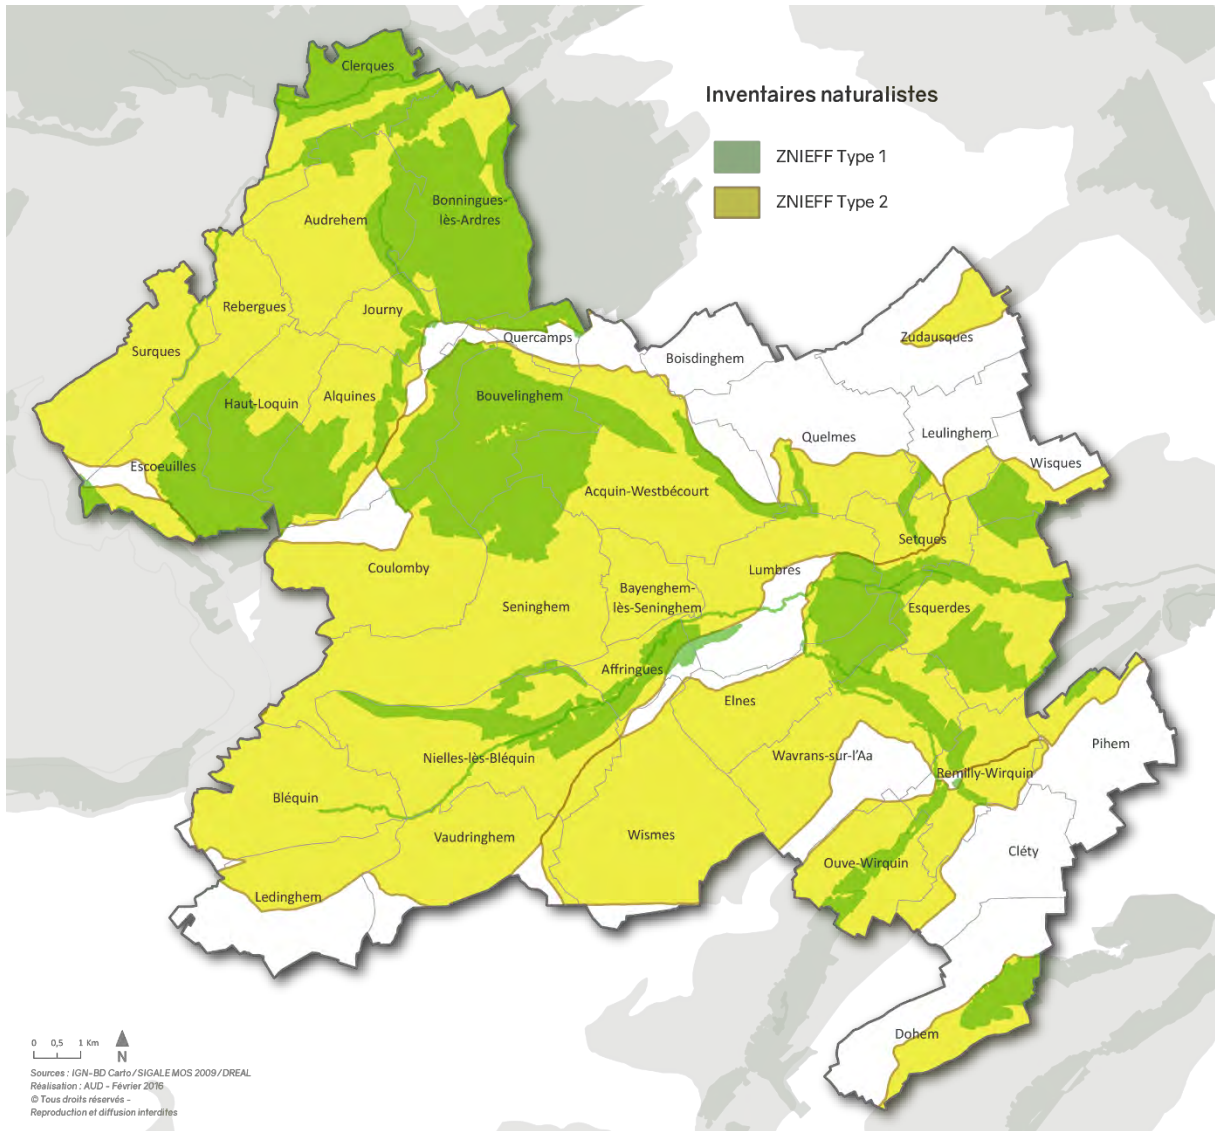 Clerques
Inventaires naturalistes
ZNIEFF Type 1
ZNIEFF Type 2
Bonningues-
lès-Ardres
Audrehem
Rebergues
Journy
Surques
Quercamps
Boisdinghem
Zudausques
Haut-Loquin
Alquines
Bouvelinghem
Quelmes
Leulinghem
Wisques
Escoeuilles
Acquin-Westbécourt
Setques
Coulomby
Lumbres
Bayenghem-
lès-Seninghem
Seninghem
Esquerdes
Affringues
Elnes
Pihem
Nielles-lès-Bléquin
Wavrans-sur-l'Aa
Remilly-Wirquin
Bléquin
Vaudringhem
Wismes
Cléty
Ouve-Wirquin
Ledinghem
Dohem
0 0,5 1 Km
N
Sources : IGN-BD Carto / SIGALE MOS 2009 / DREAL
Réalisation : AUD - Février 2016
© Tous droits réservés -
Reproduction et diffusion interdites